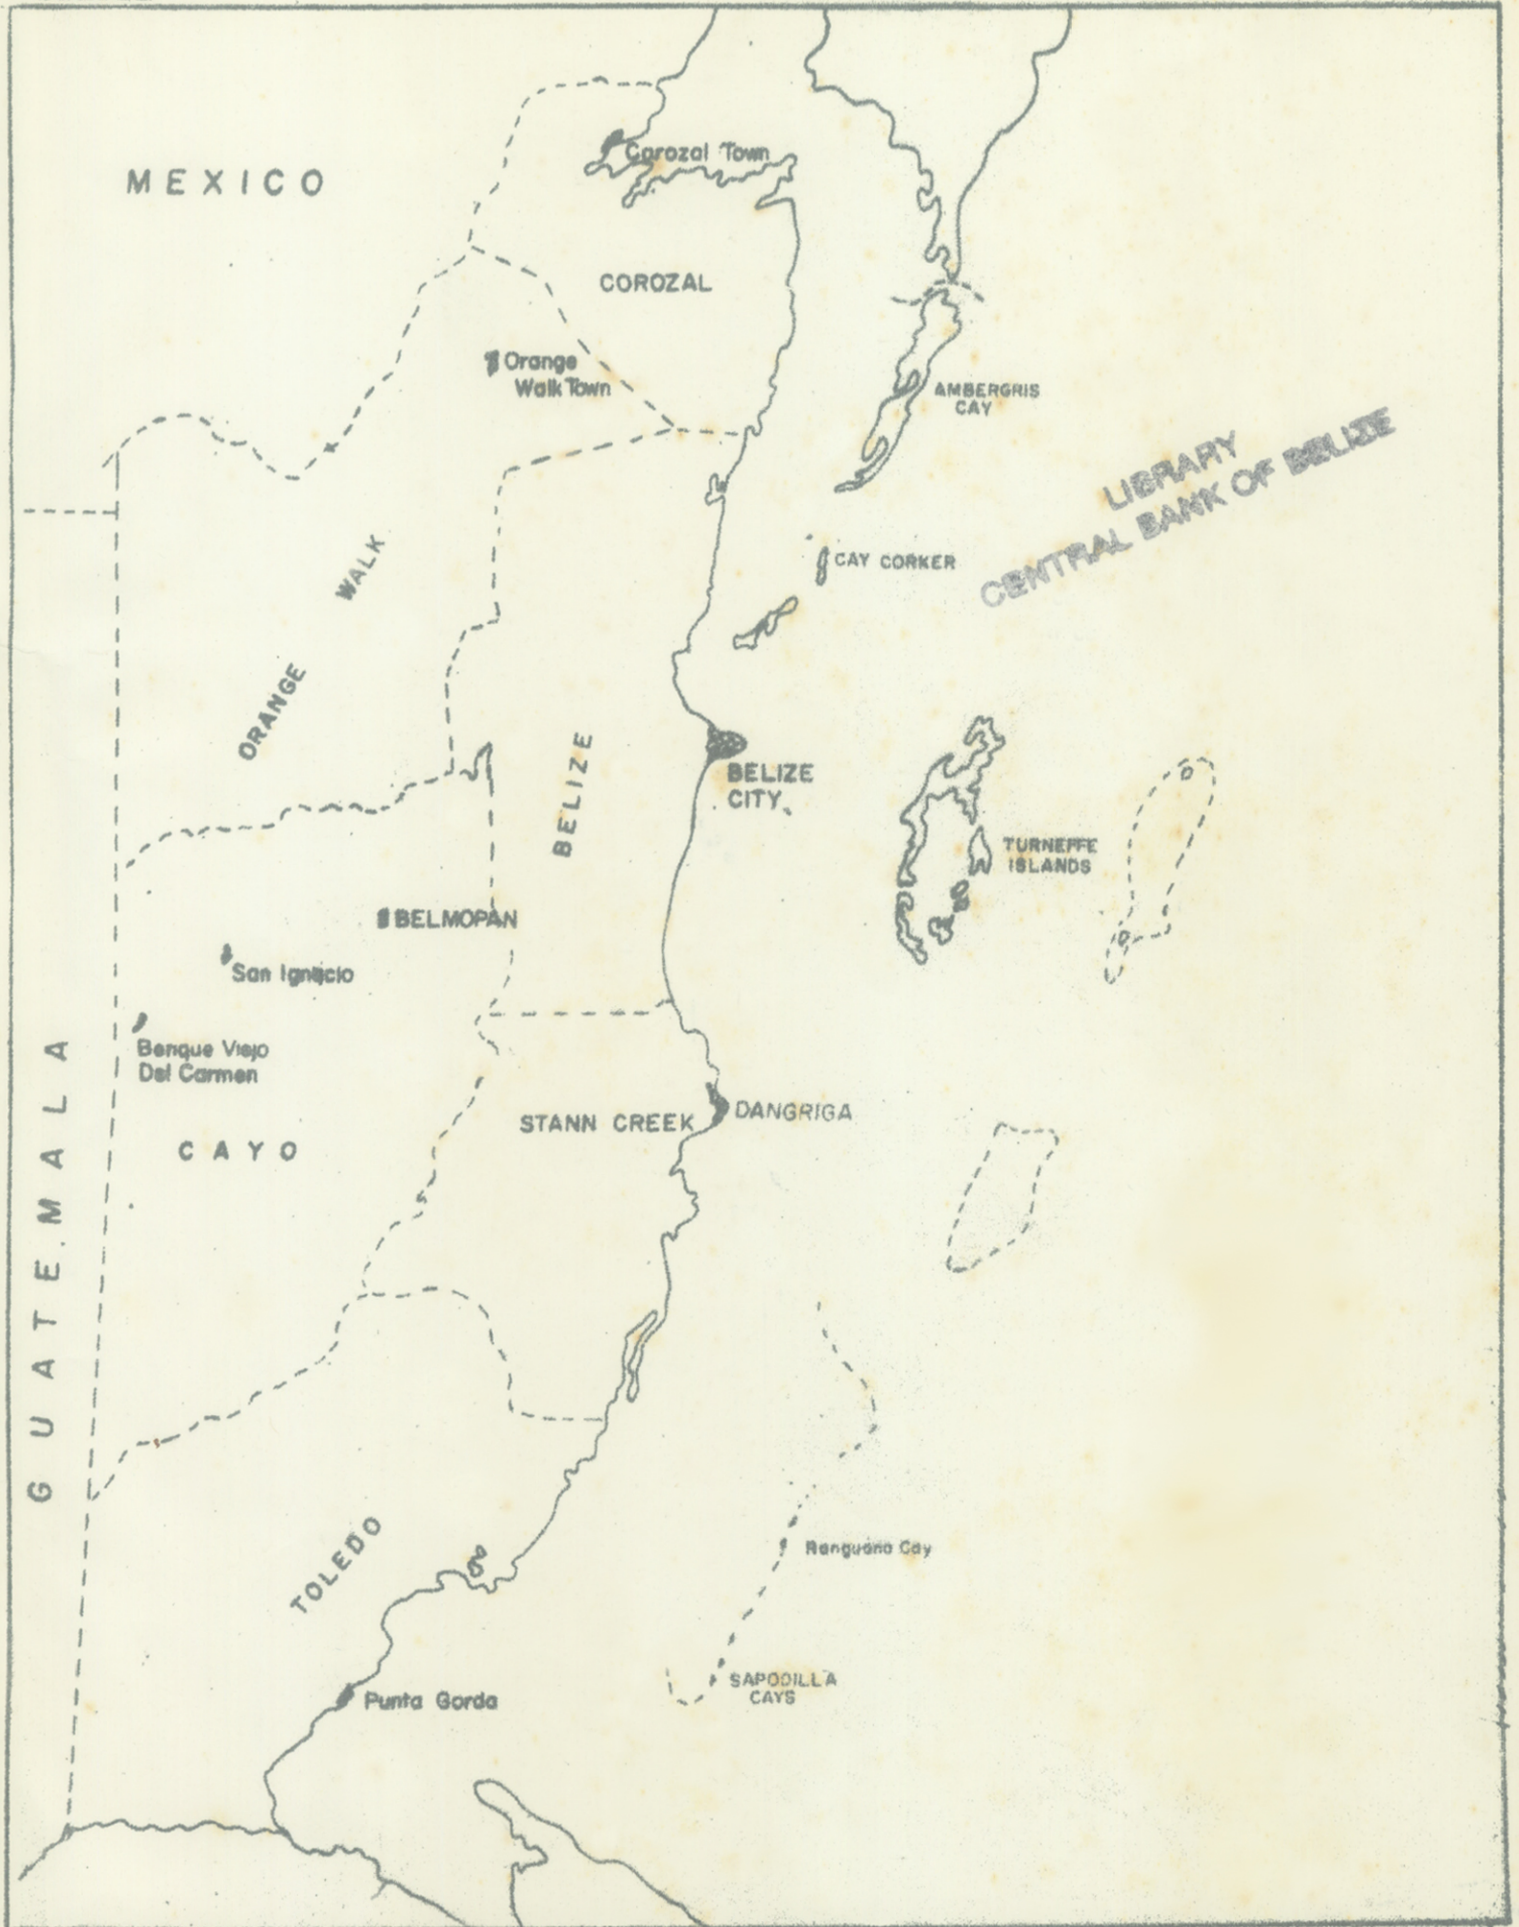 Corozal Town
MEXICO
COROZAL
Orange
Walk Town
AMBERGRIS
CAY
LIBRARY
CENTRAL BANK OF BELIZE
CAY CORKER
ORANGE WALK
BELIZE
BELIZE
CITY
TURNEFFE
ISLANDS
BELMOPAN
San Ignacio
Benque Viejo
Del Carmen
GUATEMALA
STANN CREEK
DANGRIGA
CAYO
Ranguana Cay
TOLEDO
SAPODILLA
CAYS
Punta Gorda